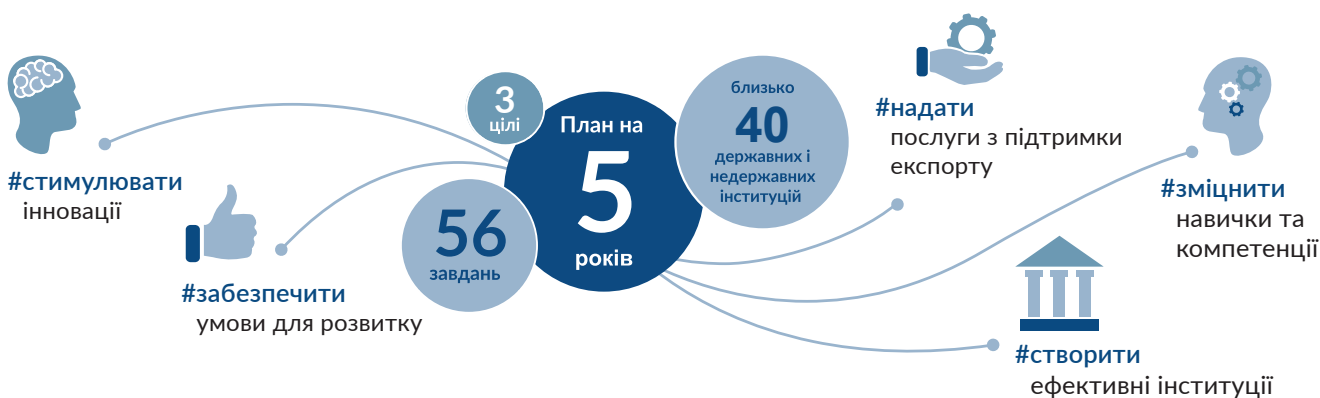 #стимулювати
інновації
#забезпечити
умови для розвитку
3
цілі
56
завдань
План на
5
років
близько
40
державних і
недержавних
інституцій
#надати
послуги з підтримки
експорту
#зміцнити
навички та
компетенції
#створити
ефективні інституції